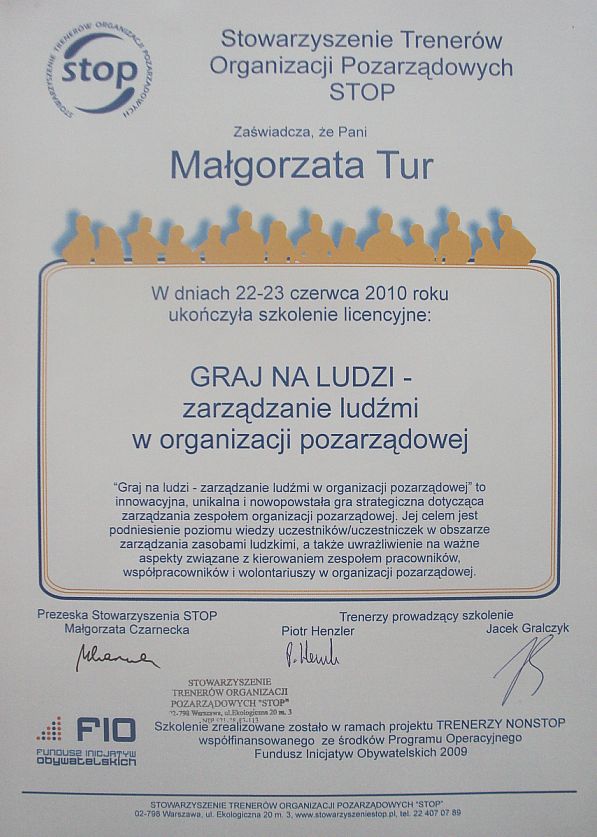 STOWARZYSZENIE TRENERÓW ORGANIZACJI POZARZĄDOWYCH
stop
Stowarzyszenie Trenerów
Organizacji Pozarządowych
STOP
Zaświadcza, że Pani
Małgorzata Tur
W dniach 22-23 czerwca 2010 roku
ukończyła szkolenie licencyjne:
GRAJ NA LUDZI -
zarządzanie ludźmi
w organizacji pozarządowej
“Graj na ludzi - zarządzanie ludźmi w organizacji pozarządowej” to
innowacyjna, unikalna i nowopowstała gra strategiczna dotycząca
zarządzania zespołem organizacji pozarządowej. Jej celem jest
podniesienie poziomu wiedzy uczestników/uczestniczek w obszarze
zarządzania zasobami ludzkimi, a także uwrażliwienie na ważne
aspekty związane z kierowaniem zespołem pracowników,
współpracowników i wolontariuszy w organizacji pozarządowej.
Prezeska Stowarzyszenia STOP
Małgorzata Czarnecka
Trenerzy prowadzący szkolenie
Piotr Henzler Jacek Gralczyk
STOWARZYSZENIE
TRENERÓW ORGANIZACJI
POZARZĄDOWYCH "STOP"
02-798 Warszawa, ul.Ekologiczna 20 m. 3
NIP
FIO
FUNDUSZ INICJATYW
OBYWATELSKICH
Szkolenie zrealizowane zostało w ramach projektu TRENERZY NONSTOP
współfinansowanego ze środków Programu Operacyjnego
Fundusz Inicjatyw Obywatelskich 2009
STOWARZYSZENIE TRENERÓW ORGANIZACJI POZARZĄDOWYCH "STOP"
02-798 Warszawa, ul. Ekologiczna 20 m. 3, www.stowarzyszeniestop.pl, tel. 22 407 07 89